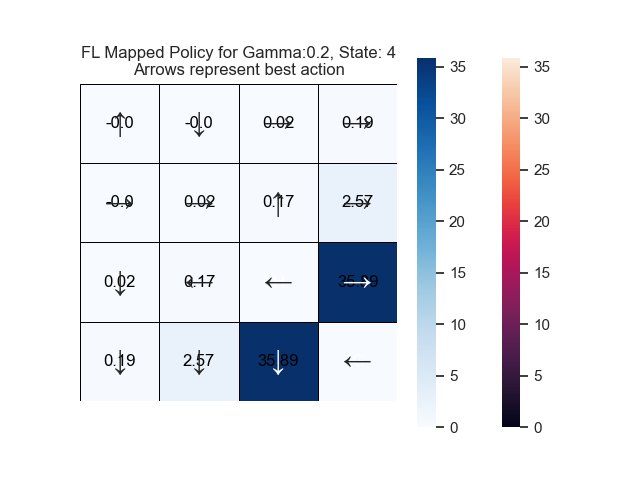 FL Mapped Policy for Gamma:0.2, State: 4
Arrows represent best action
-0.0 ↑ -0.0 ↓ 0.02 → 0.19 →
-0.0 → 0.02 → 0.17 ↑ 2.57 →
0.02 ↓ 0.17 ← ← 35.89 →
0.19 ↓ 2.57 ↓ 35.89 ↓ ←
35
30
25
20
15
10
5
0
35
30
25
20
15
10
5
0